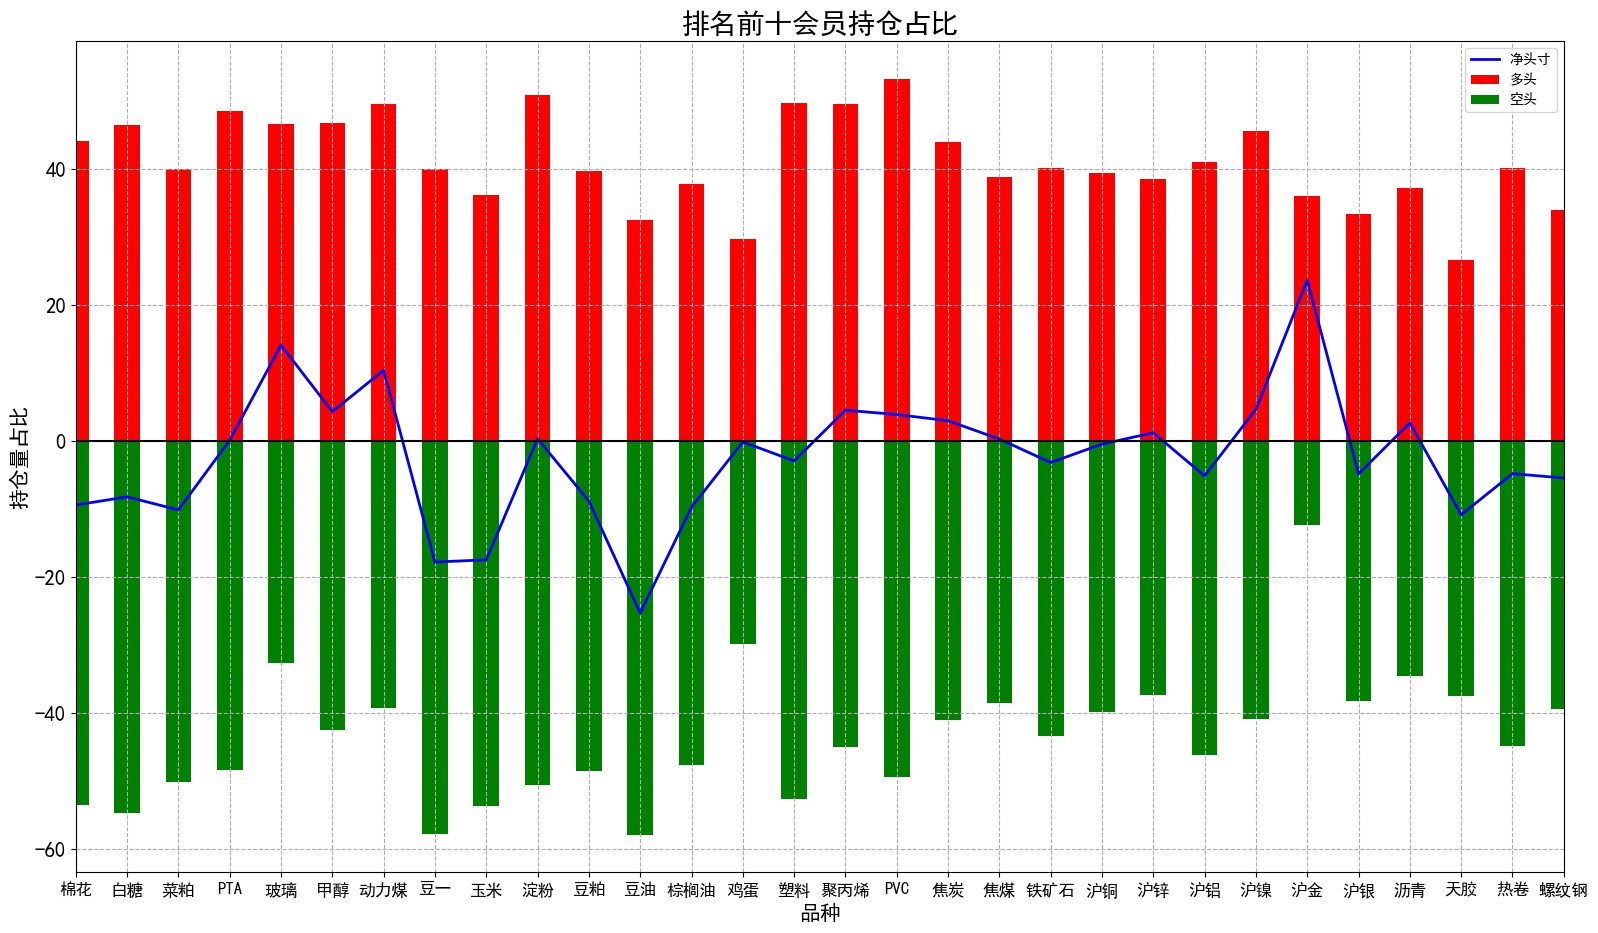 排名前十会员持仓占比
净头寸
多头
空头
持仓量占比
40
20
0
−20
−40
−60
棉花 白糖 菜粕 PTA 玻璃 甲醇 动力煤 豆一 玉米 淀粉 豆粕 豆油 棕榈油 鸡蛋 塑料 聚丙烯 PVC 焦炭 焦煤 铁矿石 沪铜 沪锌 沪铝 沪镍 沪金 沪银 沥青 天胶 热卷 螺纹钢
品种